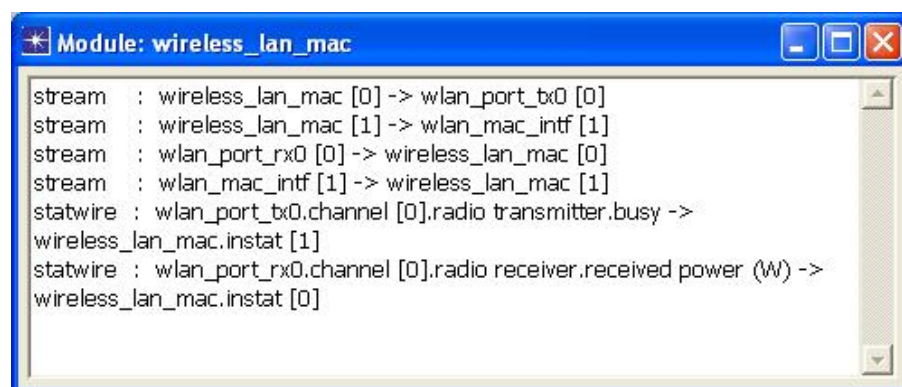 Module: wireless_lan_mac
stream : wireless_lan_mac [0] -> wlan_port_tx0 [0]
stream : wireless_lan_mac [1] -> wlan_mac_intf [1]
stream : wlan_port_rx0 [0] -> wireless_lan_mac [0]
stream : wlan_mac_intf [1] -> wireless_lan_mac [1]
statwire : wlan_port_tx0.channel [0].radio transmitter.busy ->
wireless_lan_mac.instat [1]
statwire : wlan_port_rx0.channel [0].radio receiver.received power (W) ->
wireless_lan_mac.instat [0]